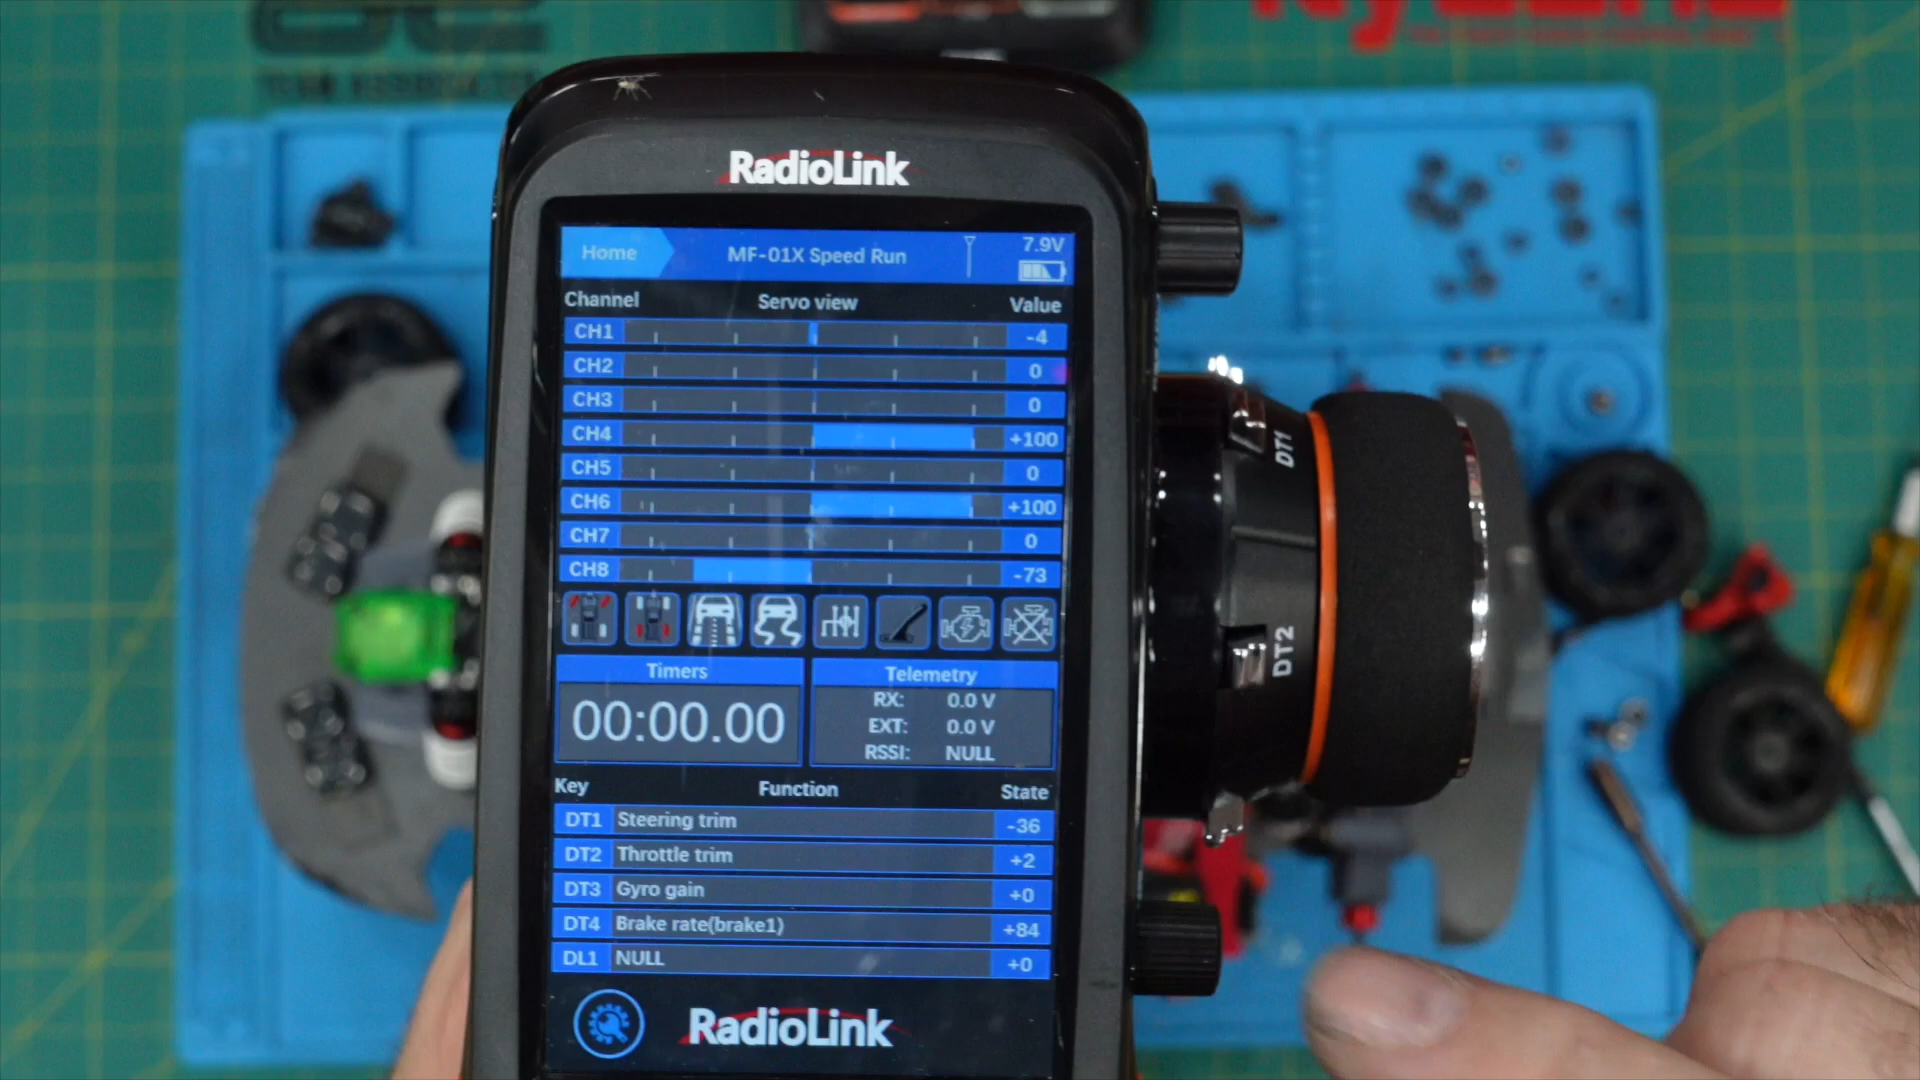 TEAM ASSOCIATED
RadioLink
Home MF-01X Speed Run 7.9V
Channel Servo view Value
CH1 -4
CH2 0
CH3 0
CH4 +100
CH5 0
CH6 +100
CH7 0
CH8 -73
Timers Telemetry
00:00.00
RX: 0.0 V
EXT: 0.0 V
RSSI: NULL
Key Function State
DT1 Steering trim -36
DT2 Throttle trim +2
DT3 Gyro gain +0
DT4 Brake rate(brake1) +84
DL1 NULL +0
RadioLink
DT1
DT2